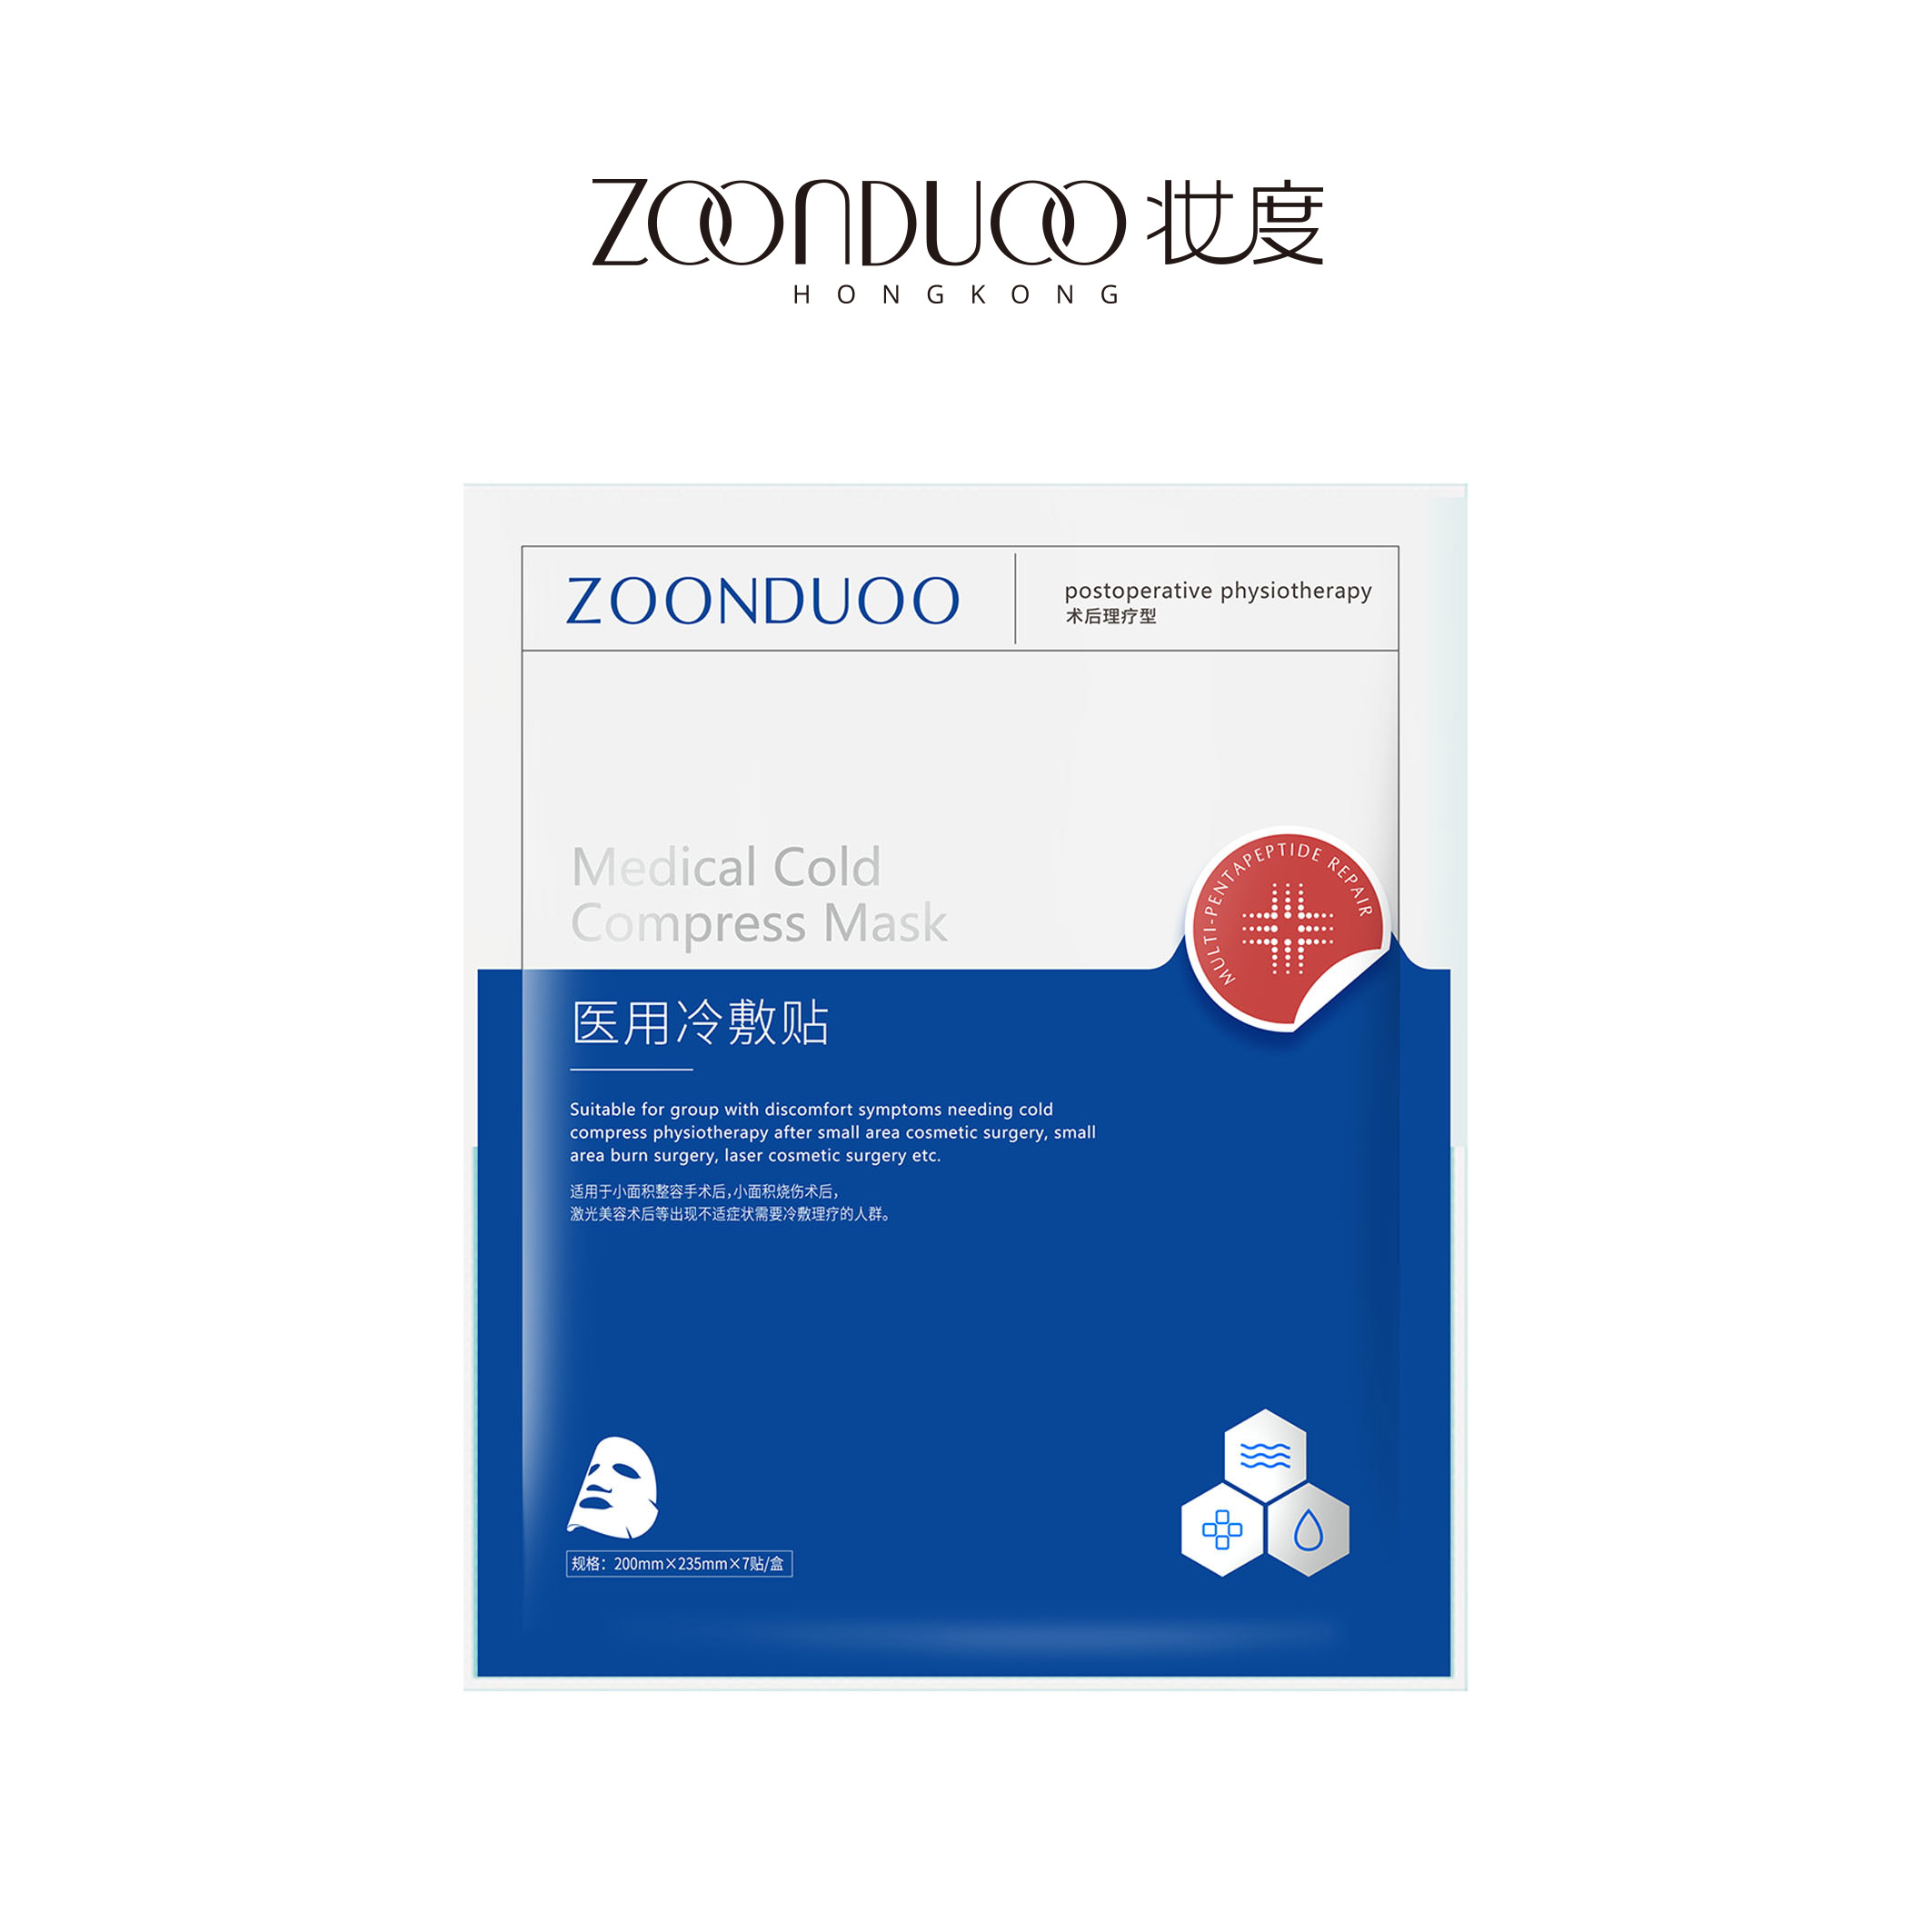 ZOONDUOO 妆度
HONGKONG
ZOONDUOO
postoperative physiotherapy
术后理疗型
Medical Cold
Compress Mask
MULTI-PENTAPEPTIDE REPAIR
医用冷敷贴
Suitable for group with discomfort symptoms needing cold
compress physiotherapy after small area cosmetic surgery, small
area burn surgery, laser cosmetic surgery etc.
适用于小面积整容手术后,小面积烧伤术后,
激光美容术后等出现不适症状需要冷敷理疗的人群。
规格：200mm×235mm×7贴/盒